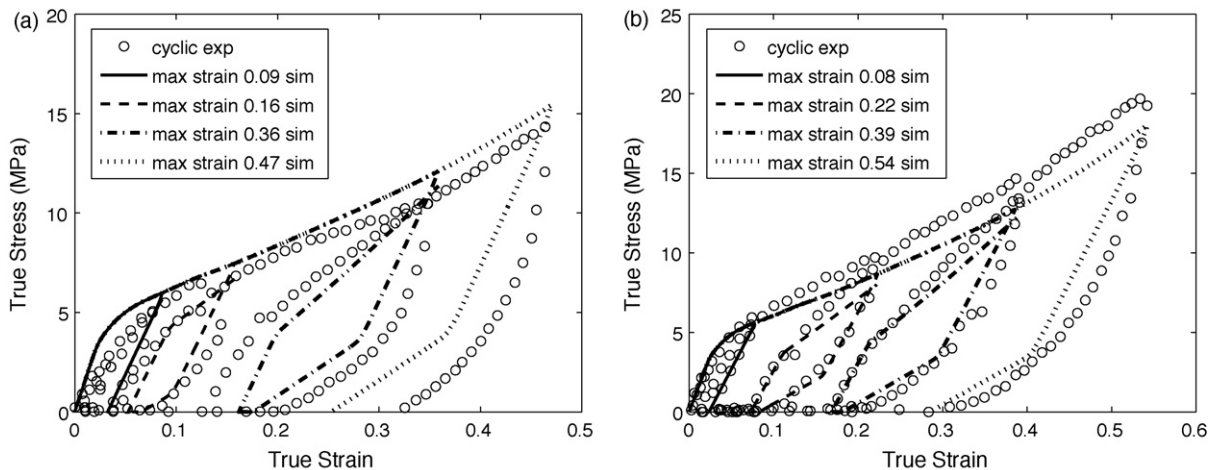 (a)
20
15
10
5
0
True Stress (MPa)
cyclic exp
max strain 0.09 sim
max strain 0.16 sim
max strain 0.36 sim
max strain 0.47 sim
0 0.1 0.2 0.3 0.4 0.5
True Strain
(b)
25
20
15
10
5
0
True Stress (MPa)
cyclic exp
max strain 0.08 sim
max strain 0.22 sim
max strain 0.39 sim
max strain 0.54 sim
0 0.1 0.2 0.3 0.4 0.5 0.6
True Strain